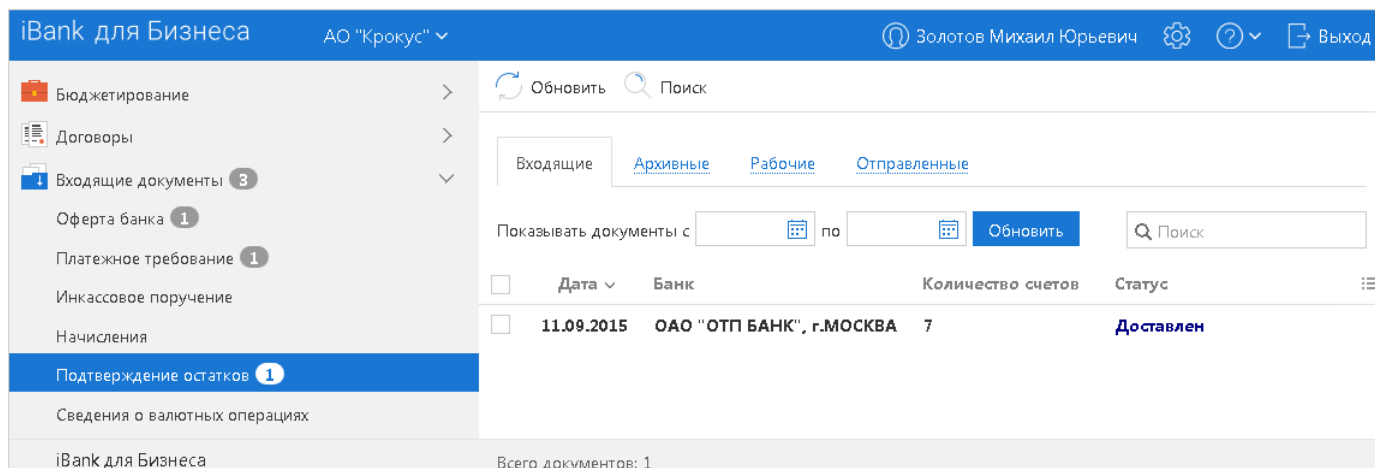 iBank для Бизнеса АО "Крокус" Золотов Михаил Юрьевич ? Выход
Бюджетирование
Договоры
Входящие документы 3
Оферта банка 1
Платежное требование 1
Инкассовое поручение
Начисления
Подтверждение остатков 1
Сведения о валютных операциях
iBank для Бизнеса
Обновить Поиск
Входящие Архивные Рабочие Отправленные
Показывать документы с по Обновить Поиск
Дата Банк Количество счетов Статус
11.09.2015 ОАО "ОТП БАНК", г.МОСКВА 7 Доставлен
Всего документов: 1